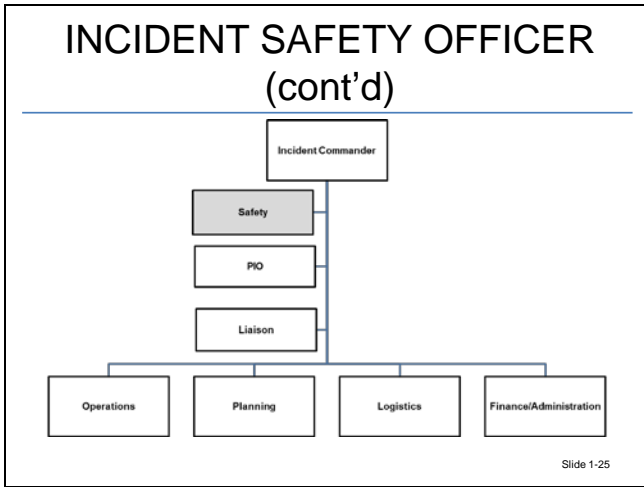 INCIDENT SAFETY OFFICER
(cont’d)
Incident Commander
Safety
PIO
Liaison
Operations
Planning
Logistics
Finance/Administration
Slide 1-25